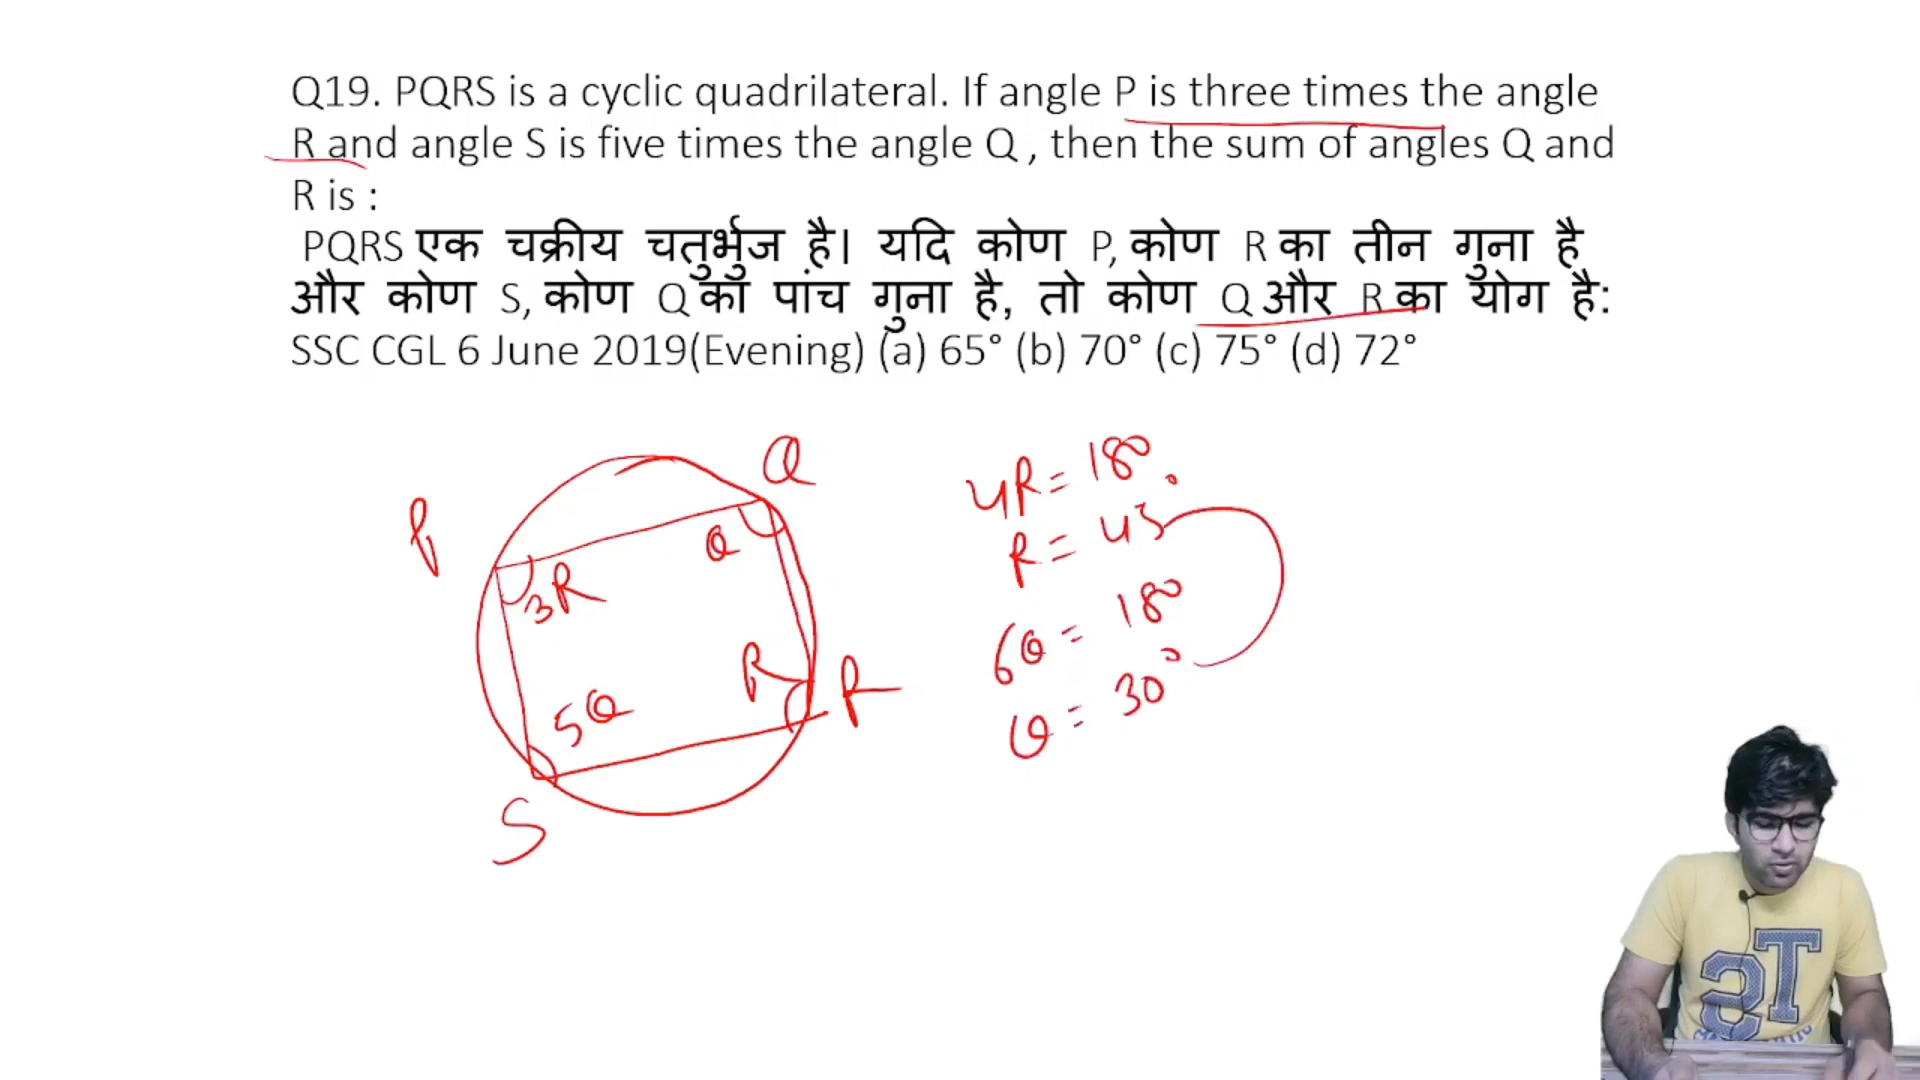 Q19. PQRS is a cyclic quadrilateral. If angle P is three times the angle
R and angle S is five times the angle Q , then the sum of angles Q and
R is :
PQRS एक चक्रीय चतुर्भुज है। यदि कोण P, कोण R का तीन गुना है
और कोण S, कोण Q का पांच गुना है, तो कोण Q और R का योग है:
SSC CGL 6 June 2019(Evening) (a) 65° (b) 70° (c) 75° (d) 72°
Q
P
Q
3R
R
R
5Q
S
4R = 180
R = 45°
6Q = 180
Q = 30°